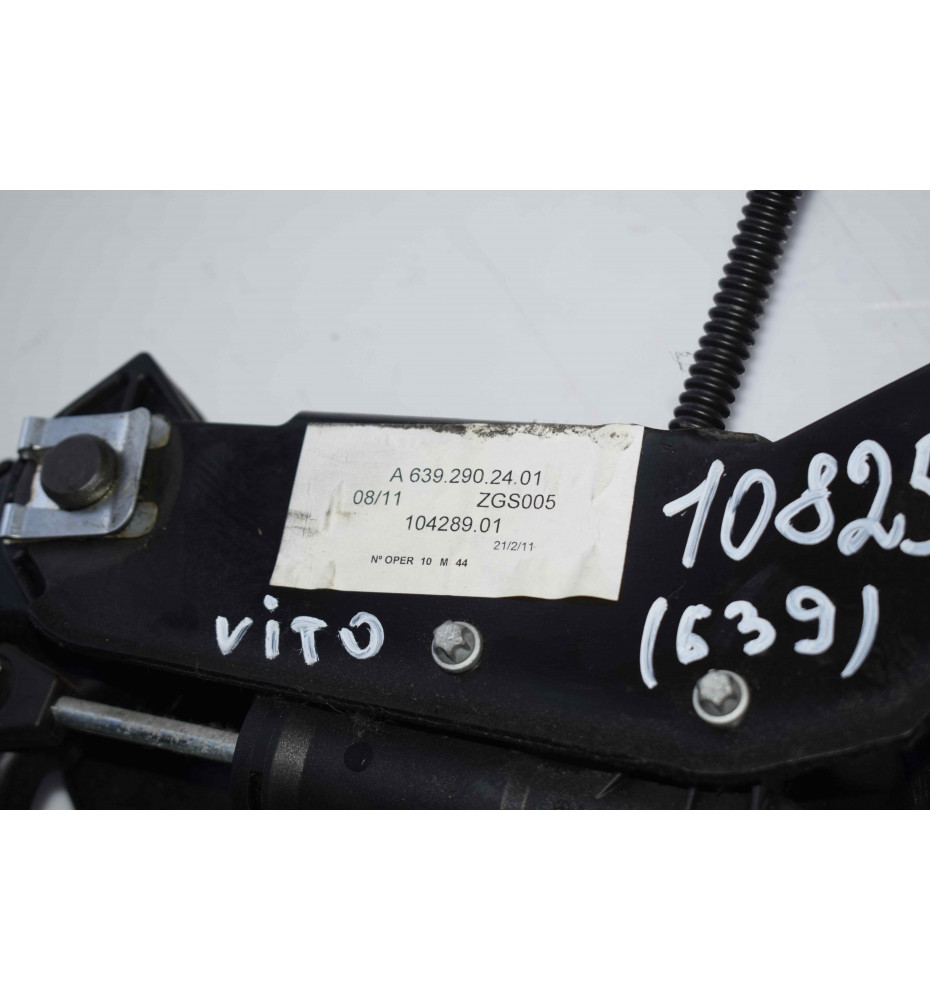 A 639.290.24.01
08/11 ZGS005
104289.01
21/2/11
Nº OPER 10 M 44
10825
VITO
(639)